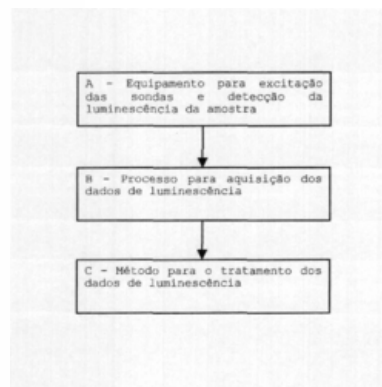 A - Equipamento para excitação
das sondas e detecção da
luminescência da amostra
B - Processo para aquisição dos
dados de luminescência
C - Método para o tratamento dos
dados de luminescência